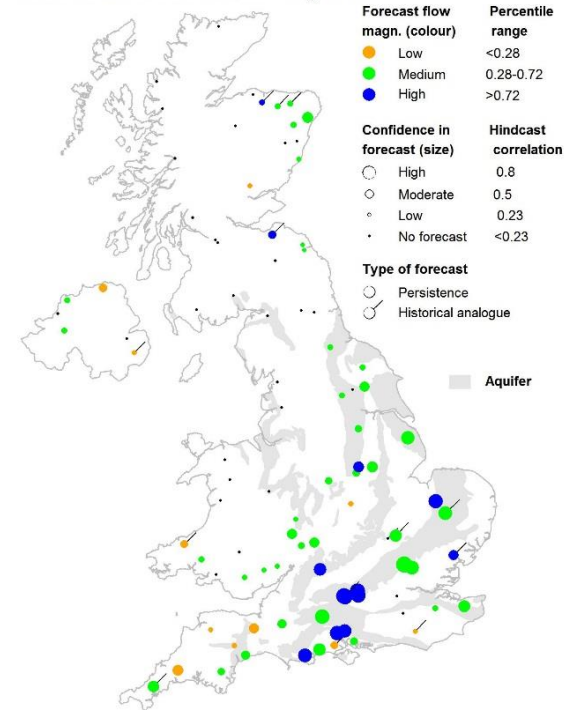 Forecast flow Percentile
magn. (colour) range
Low <0.28
Medium 0.28-0.72
High >0.72
Confidence in Hindcast
forecast (size) correlation
High 0.8
Moderate 0.5
Low 0.23
No forecast <0.23
Type of forecast
Persistence
Historical analogue
Aquifer